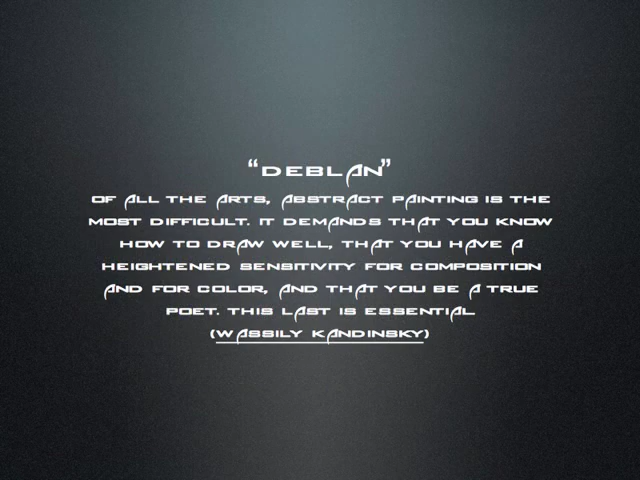 “DEBLAN”
OF ALL THE ARTS, ABSTRACT PAINTING IS THE
MOST DIFFICULT. IT DEMANDS THAT YOU KNOW
HOW TO DRAW WELL, THAT YOU HAVE A
HEIGHTENED SENSITIVITY FOR COMPOSITION
AND FOR COLOR, AND THAT YOU BE A TRUE
POET. THIS LAST IS ESSENTIAL
(WASSILY KANDINSKY)